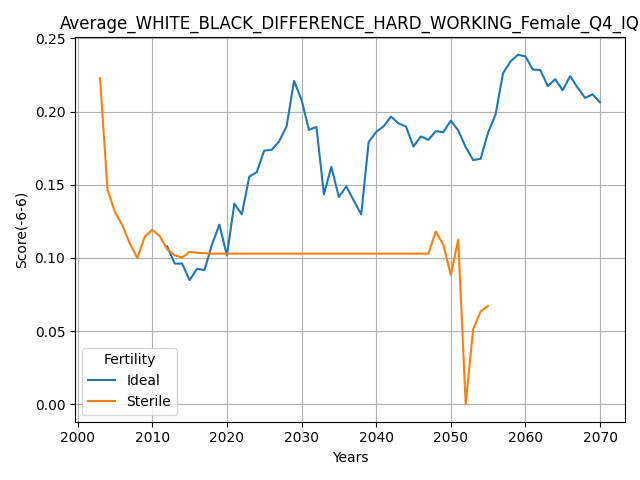 Average_WHITE_BLACK_DIFFERENCE_HARD_WORKING_Female_Q4_IQ
Score(-6-6)
0.25
0.20
0.15
0.10
0.05
0.00
Fertility
Ideal
Sterile
2000 2010 2020 2030 2040 2050 2060 2070
Years